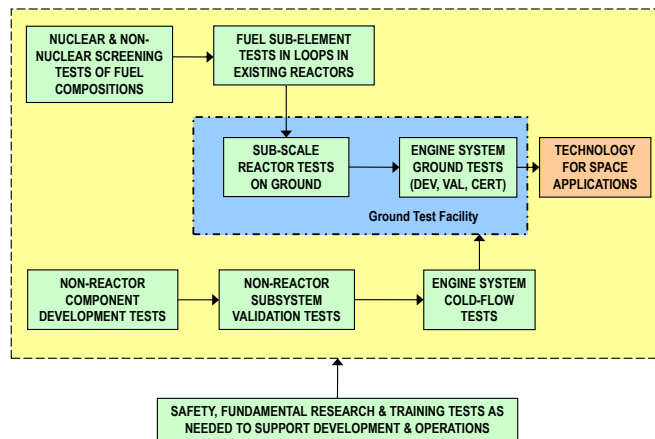 NUCLEAR & NON-
NUCLEAR SCREENING
TESTS OF FUEL
COMPOSITIONS
FUEL SUB-ELEMENT
TESTS IN LOOPS IN
EXISTING REACTORS
SUB-SCALE
REACTOR TESTS
ON GROUND
ENGINE SYSTEM
GROUND TESTS
(DEV, VAL, CERT)
TECHNOLOGY
FOR SPACE
APPLICATIONS
Ground Test Facility
NON-REACTOR
COMPONENT
DEVELOPMENT TESTS
NON-REACTOR
SUBSYSTEM
VALIDATION TESTS
ENGINE SYSTEM
COLD-FLOW
TESTS
SAFETY, FUNDAMENTAL RESEARCH & TRAINING TESTS AS
NEEDED TO SUPPORT DEVELOPMENT & OPERATIONS